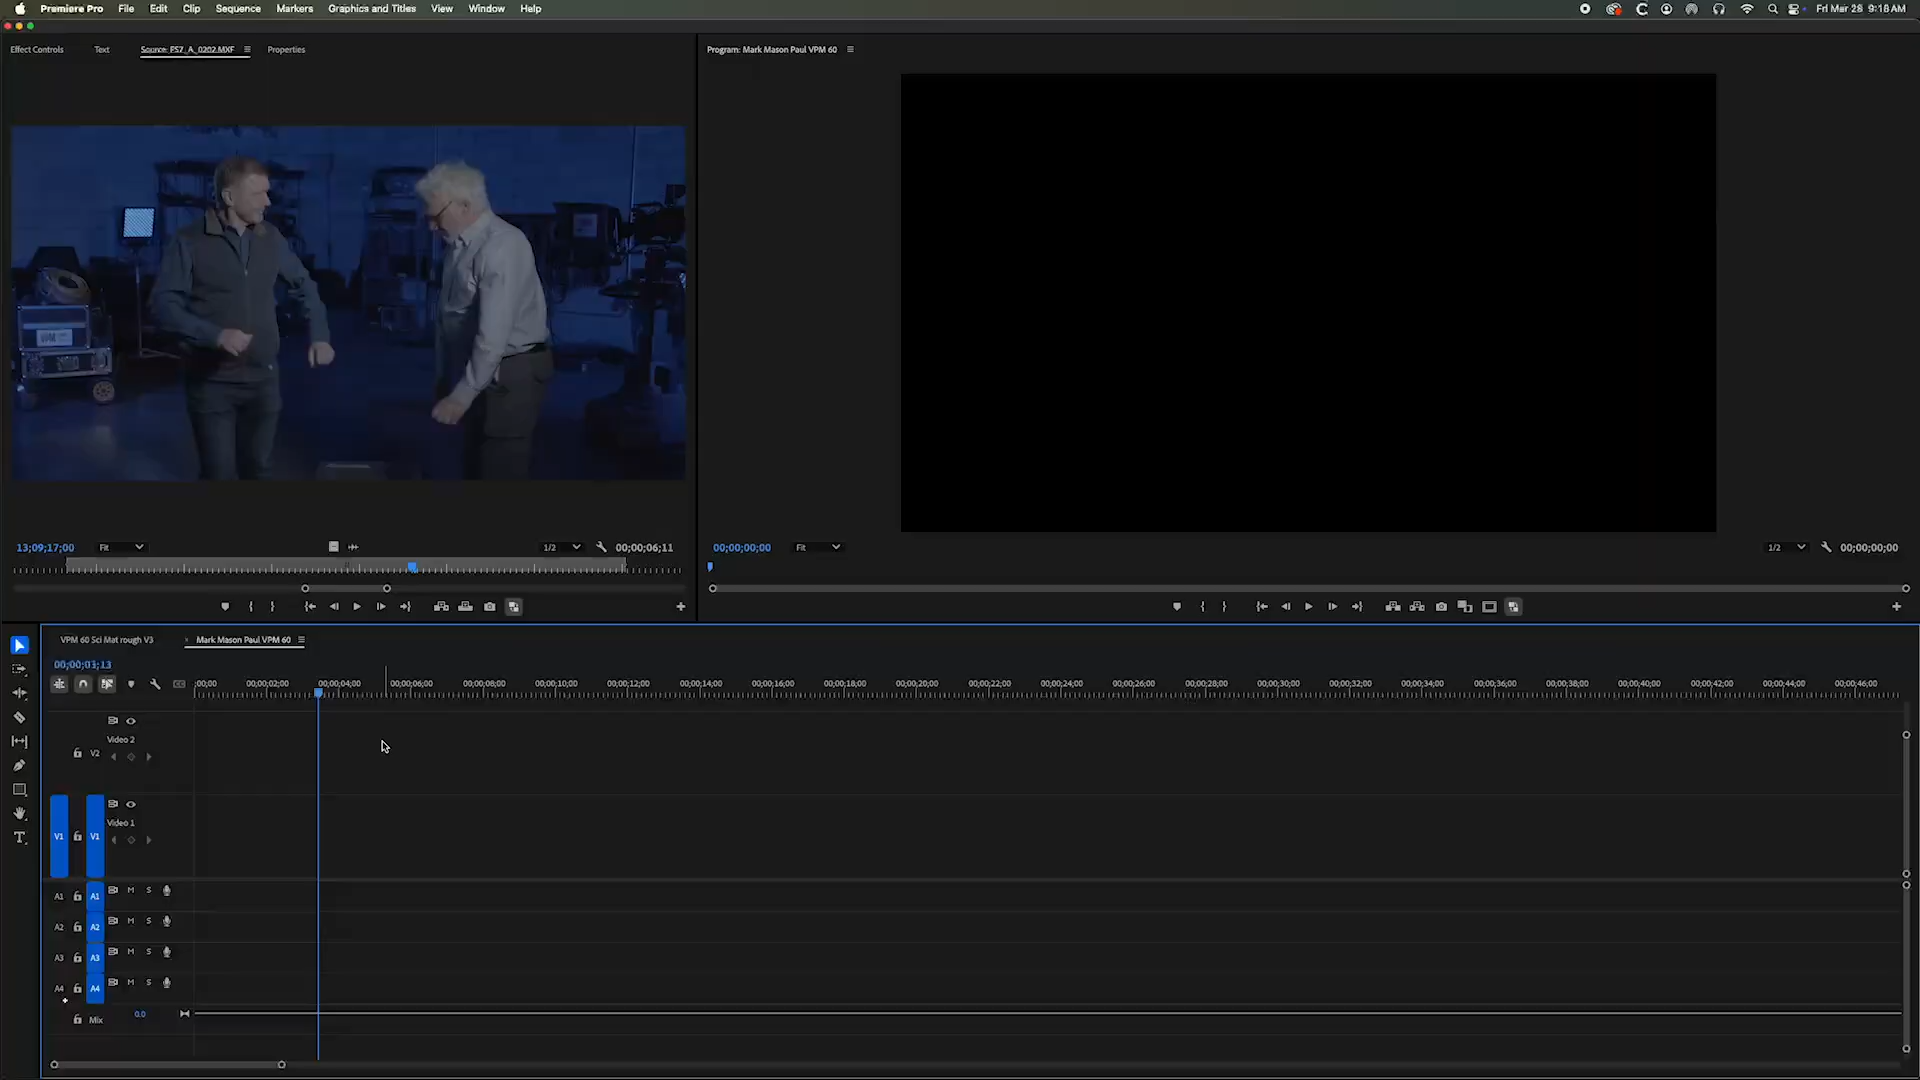 Premiere Pro File Edit Clip Sequence Markers Graphics and Titles View Window Help Fri Mar 28 9:18 AM
Effect Controls Text Source: FS7_A_0202.MXF Properties
Program: Mark Mason Paul VPM 60
VPM
13;09;17;00 Fit 1/2 00;00;06;11
00;00;00;00 Fit 1/2 00;00;00;00
VPM 60 Sci Mat rough V3 Mark Mason Paul VPM 60
00;00;03;13
;00;00 00;00;02;00 00;00;04;00 00;00;06;00 00;00;08;00 00;00;10;00 00;00;12;00 00;00;14;00 00;00;16;00 00;00;18;00 00;00;20;00 00;00;22;00 00;00;24;00 00;00;26;00 00;00;28;00 00;00;30;00 00;00;32;00 00;00;34;00 00;00;36;00 00;00;38;00 00;00;40;00 00;00;42;00 00;00;44;00 00;00;46;00
Video 2
V2
Video 1
V1 V1
A1 A1 M S
A2 A2 M S
A3 A3 M S
A4 A4 M S
Mix 0.0